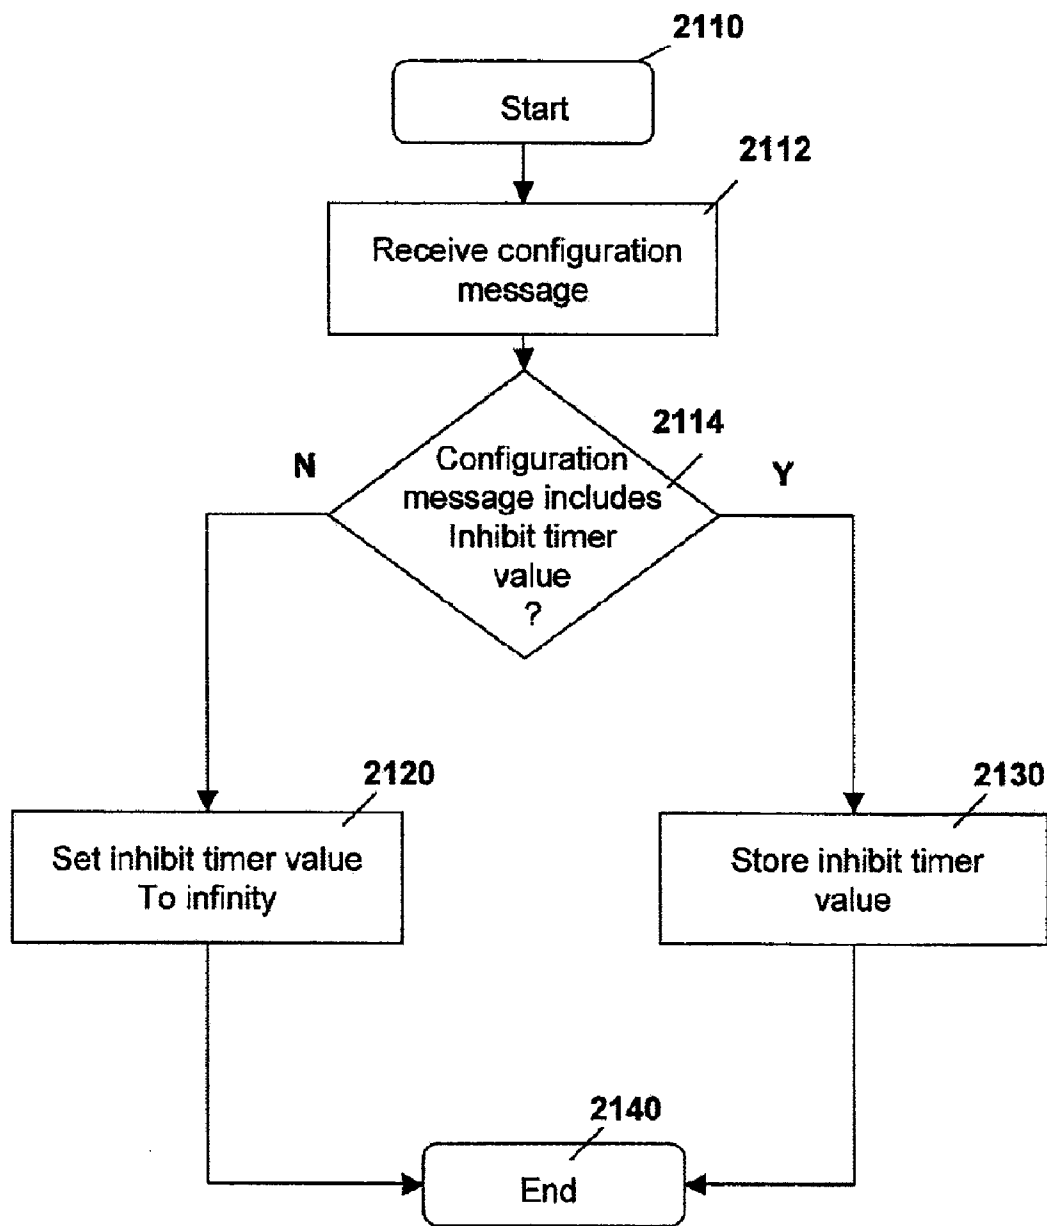 2110
Start
2112
Receive configuration
message
2114
N
Configuration
Y
message includes
Inhibit timer
value
?
2120
2130
Set inhibit timer value
To infinity
Store inhibit timer
value
2140
End